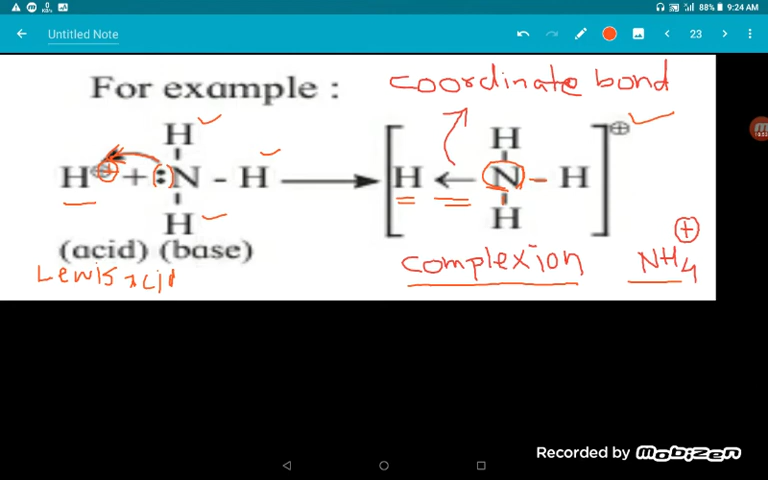 88% 9:24 AM
Untitled Note
23
For example :
coordinate bond
H H
H⊕ + :N - H ⟶ [H ← N - H]⊕
H H
(acid) (base)
Lewis acid
complexion NH4⊕
Recorded by mobizen